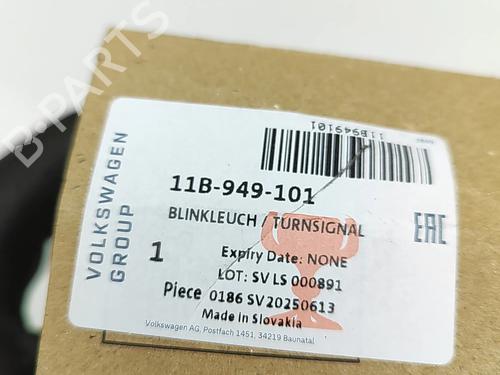 B-PARTS
11B949101
11B-949-101
BLINKLEUCH / TURNSIGNAL
VOLKSWAGEN
GROUP
EAC
1
Expiry Date: NONE
LOT: SV LS 000891
Piece 0186 SV20250613
Made in Slovakia
Volkswagen AG, Postfach 1451, 34219 Baunatal